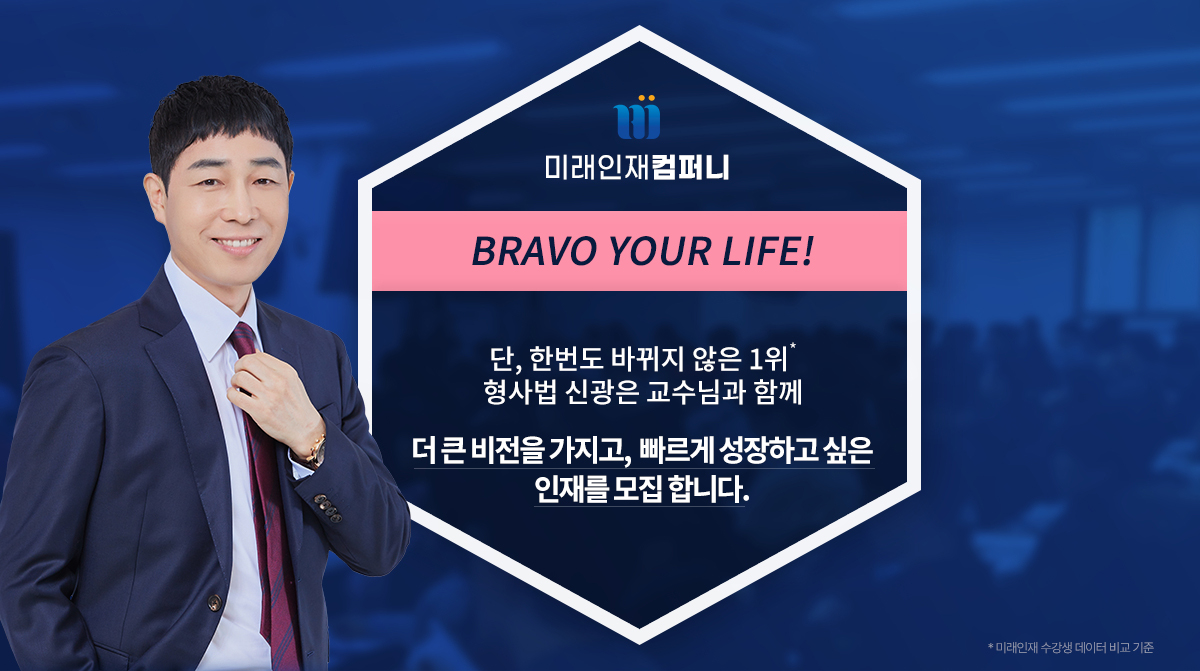 미래인재컴퍼니
BRAVO YOUR LIFE!
단, 한번도 바뀌지 않은 1위*
형사법 신광은 교수님과 함께
더 큰 비전을 가지고, 빠르게 성장하고 싶은
인재를 모집 합니다.
* 미래인재 수강생 데이터 비교 기준